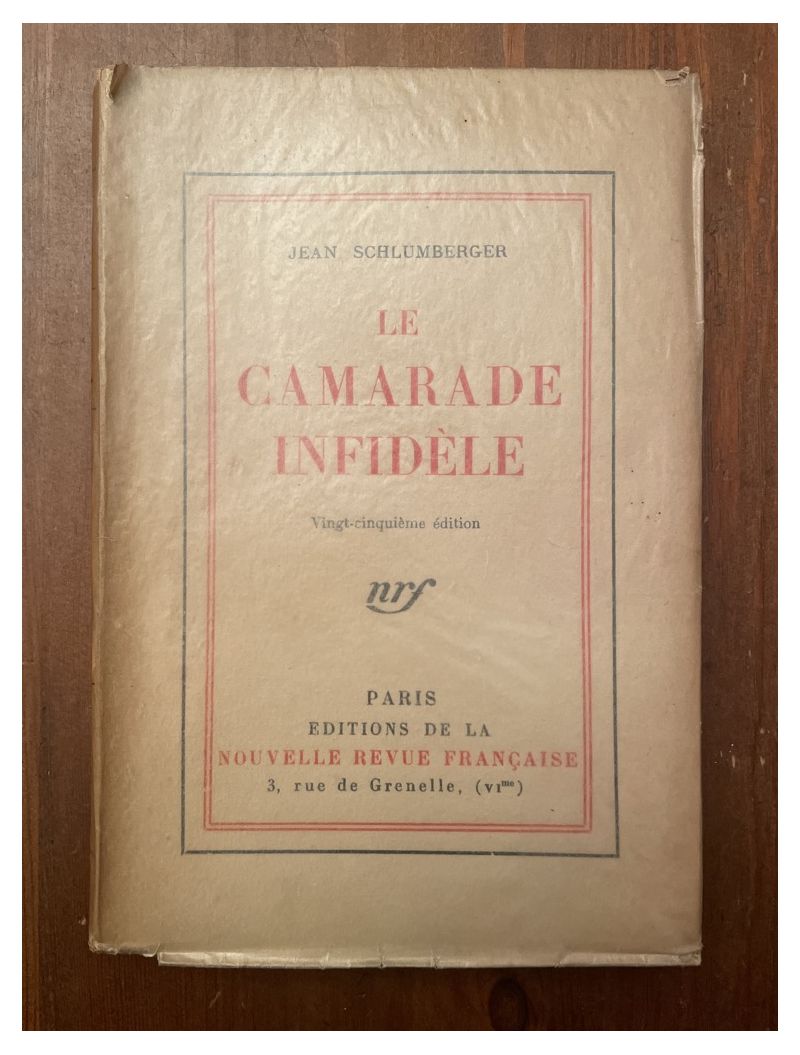 JEAN SCHLUMBERGER
LE
CAMARADE
INFIDÈLE
Vingt-cinquième édition
nrf
PARIS
EDITIONS DE LA
NOUVELLE REVUE FRANÇAISE
3, rue de Grenelle, (VIme)